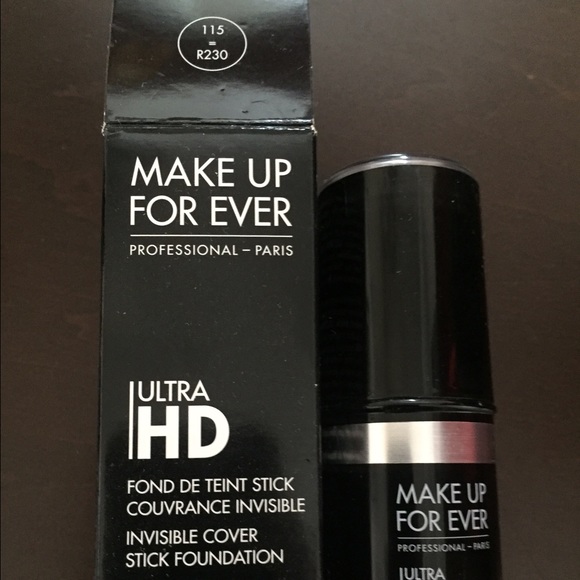 115
=
R230
MAKE UP
FOR EVER
PROFESSIONAL – PARIS
ULTRA
HD
FOND DE TEINT STICK
COUVRANCE INVISIBLE
INVISIBLE COVER
STICK FOUNDATION
MAKE UP
FOR EVER
PROFESSIONAL – PARIS
ULTRA